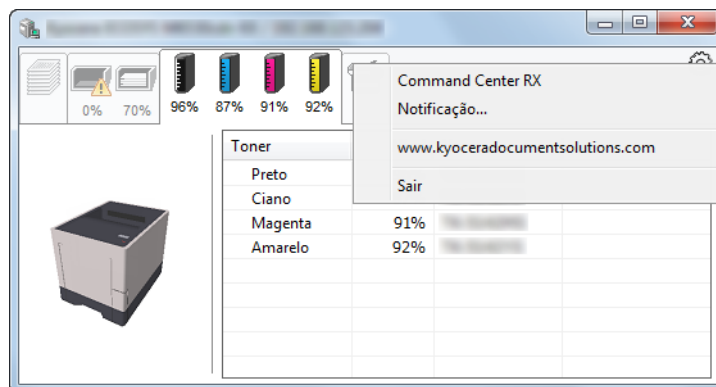 0% 70% 96% 87% 91% 92%
Command Center RX
Notificação...
www.kyoceradocumentsolutions.com
Sair
Toner
Preto
Ciano
Magenta 91%
Amarelo 92%